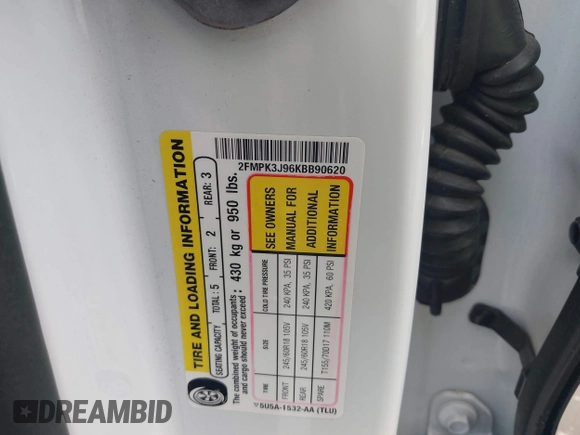 TIRE AND LOADING INFORMATION
SEATING CAPACITY TOTAL: 5 FRONT: 2 REAR: 3
The combined weight of occupants and cargo should never exceed: 430 kg or 950 lbs.
TIRE SIZE COLD TIRE PRESSURE
FRONT 245/60R18 105V 240 KPA, 35 PSI
REAR 245/60R18 105V 240 KPA, 35 PSI
SPARE T155/70D17 110M 420 KPA, 60 PSI
SEE OWNERS
MANUAL FOR
ADDITIONAL
INFORMATION
2FMPK3J96KBB90620
5U5A-1532-AA (TLU)
DREAMBID